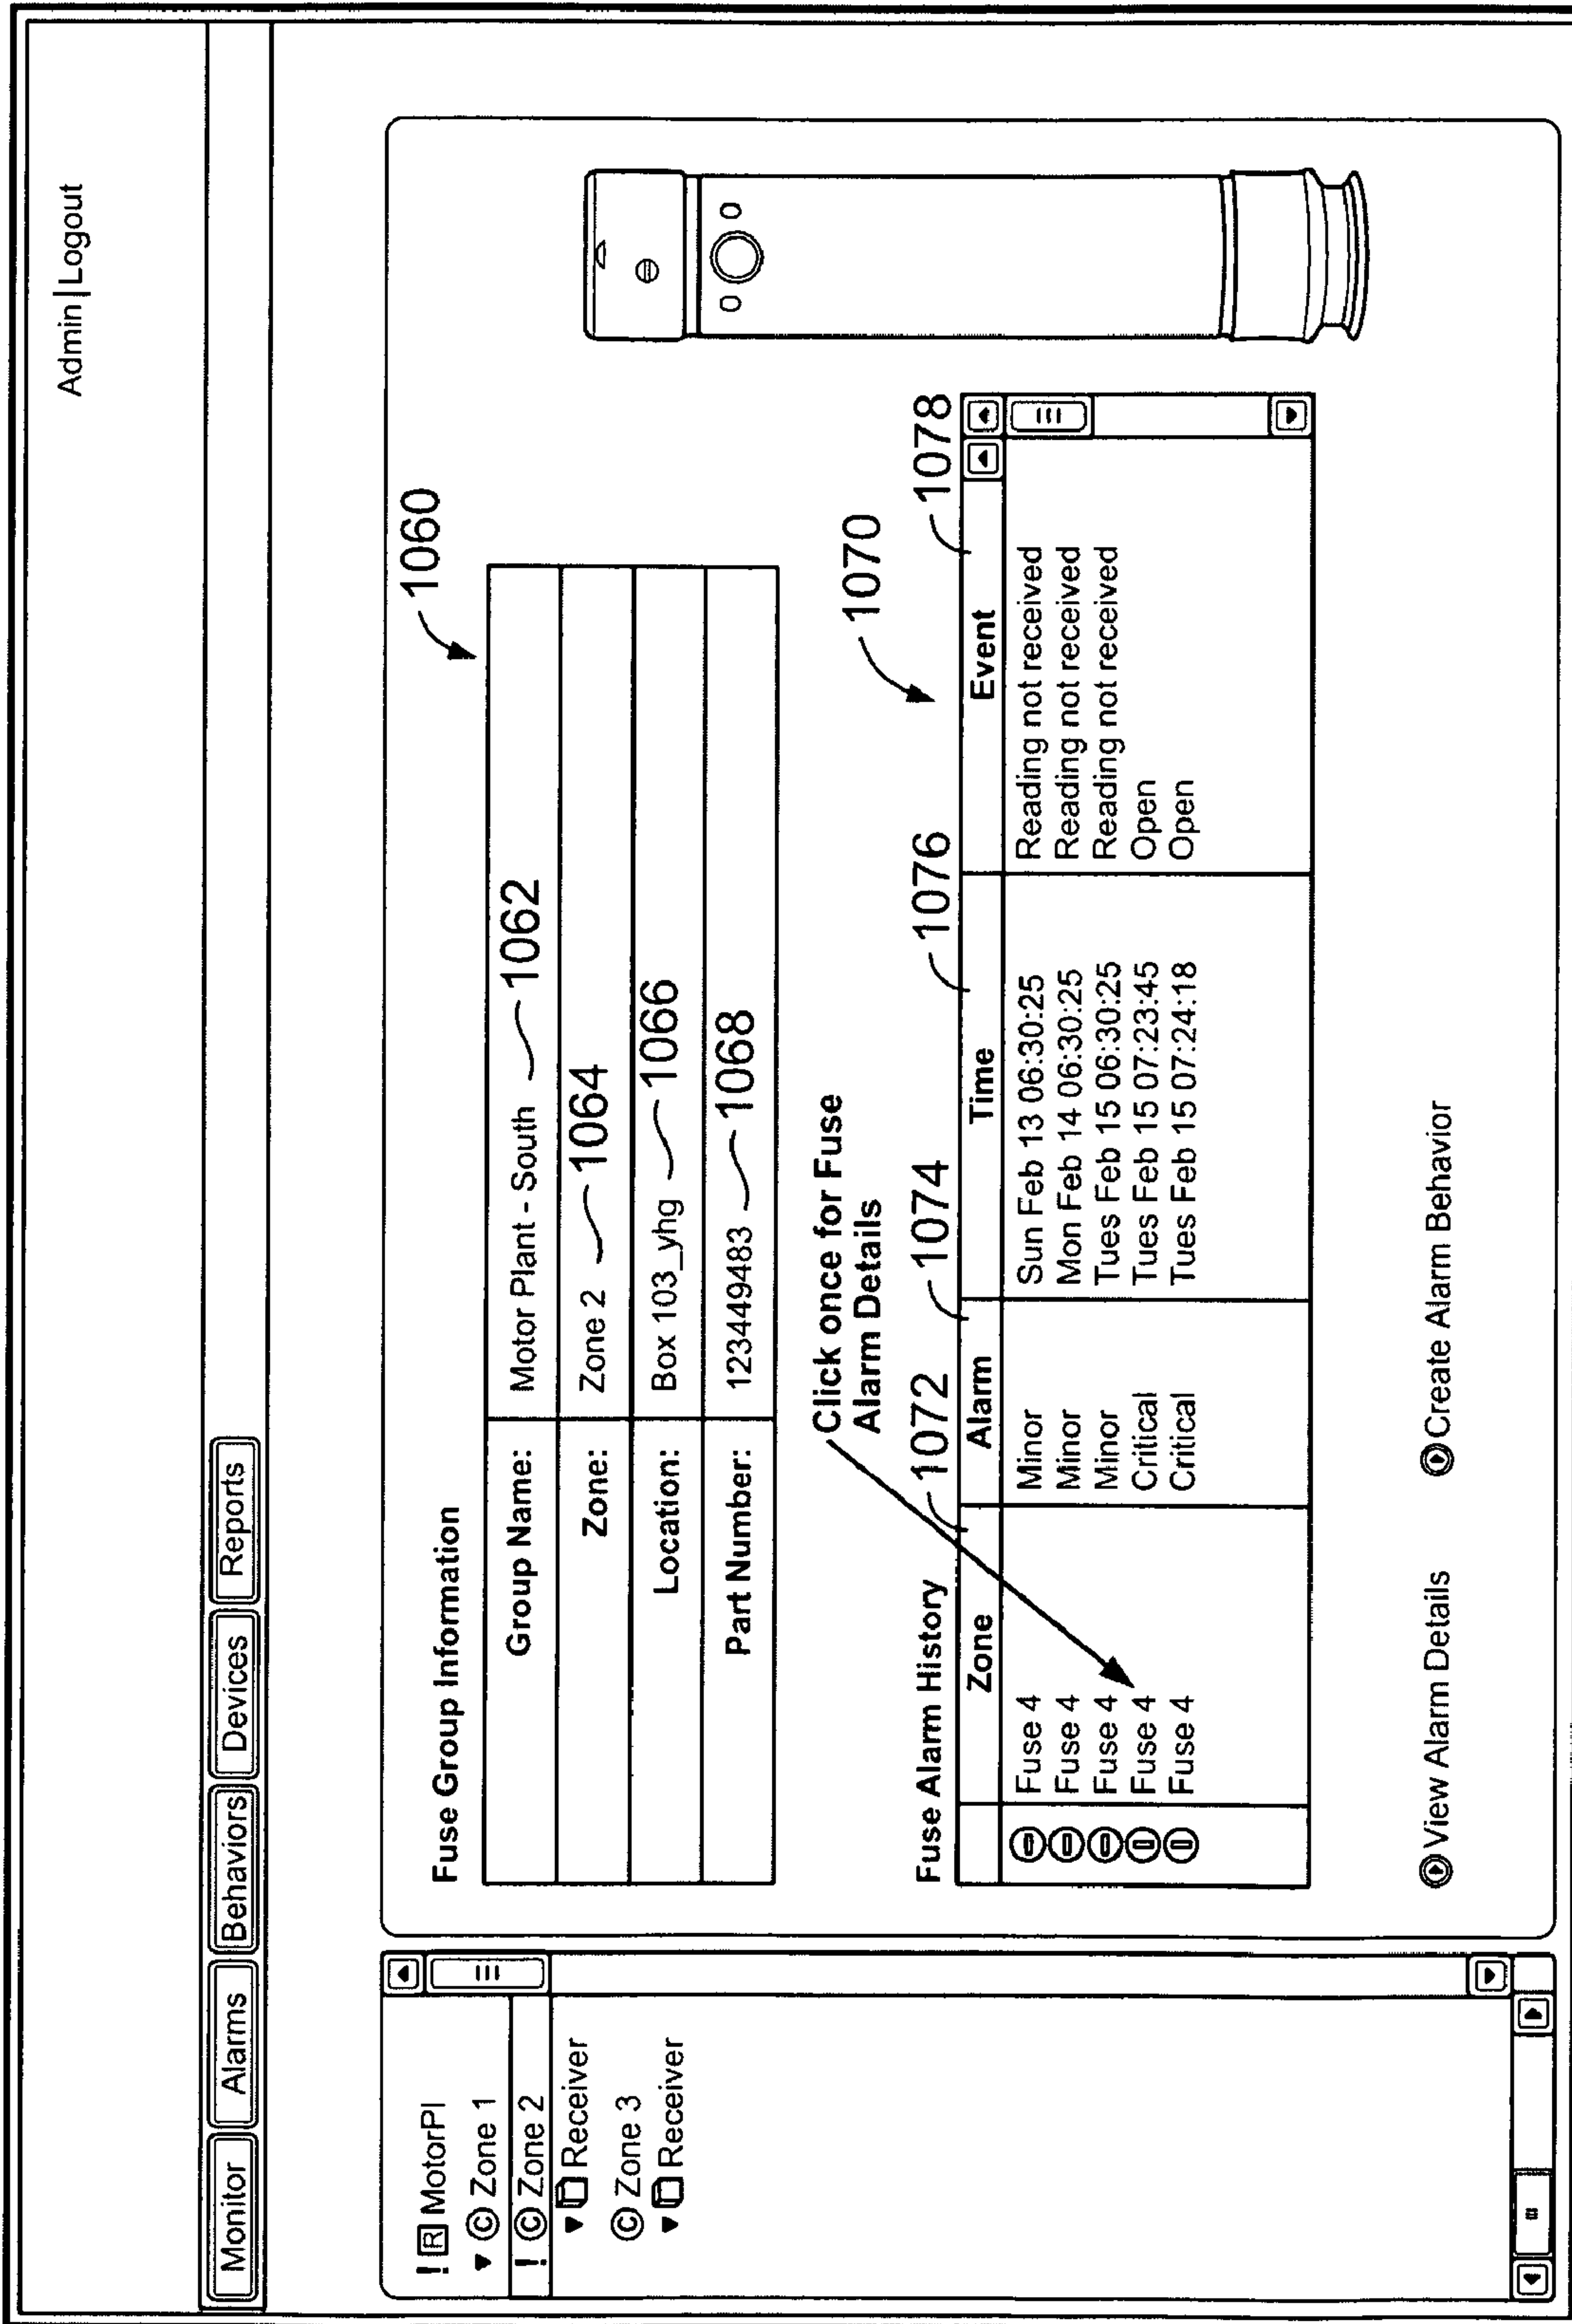 Admin|Logout
Monitor Alarms Behaviors Devices Reports
! R MotorPl
▼ © Zone 1
! © Zone 2
▼ Receiver
© Zone 3
▼ Receiver
Fuse Group Information
1060
Group Name: Motor Plant - South 1062
Zone: Zone 2 1064
Location: Box 103_yhg 1066
Part Number: 123449483 1068
Click once for Fuse
Alarm Details
1070
Fuse Alarm History 1072 1074 1076 1078
Zone Alarm Time Event
Fuse 4 Minor Sun Feb 13 06:30:25 Reading not received
Fuse 4 Minor Mon Feb 14 06:30:25 Reading not received
Fuse 4 Minor Tues Feb 15 06:30:25 Reading not received
Fuse 4 Critical Tues Feb 15 07:23:45 Open
Fuse 4 Critical Tues Feb 15 07:24:18 Open
View Alarm Details Create Alarm Behavior